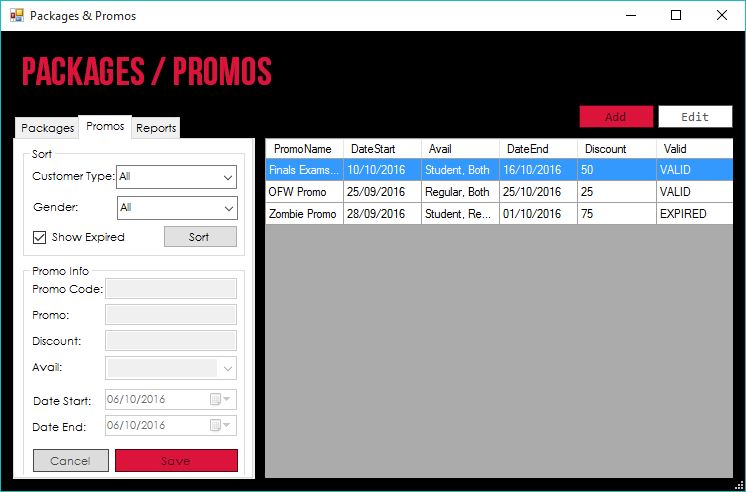 Packages & Promos
PACKAGES / PROMOS
Add Edit
Packages Promos Reports
Sort
Customer Type: All
Gender: All
Show Expired Sort
Promo Info
Promo Code:
Promo:
Discount:
Avail:
Date Start: 06/10/2016
Date End: 06/10/2016
Cancel Save
PromoName DateStart Avail DateEnd Discount Valid
Finals Exams... 10/10/2016 Student, Both 16/10/2016 50 VALID
OFW Promo 25/09/2016 Regular, Both 25/10/2016 25 VALID
Zombie Promo 28/09/2016 Student, Re... 01/10/2016 75 EXPIRED